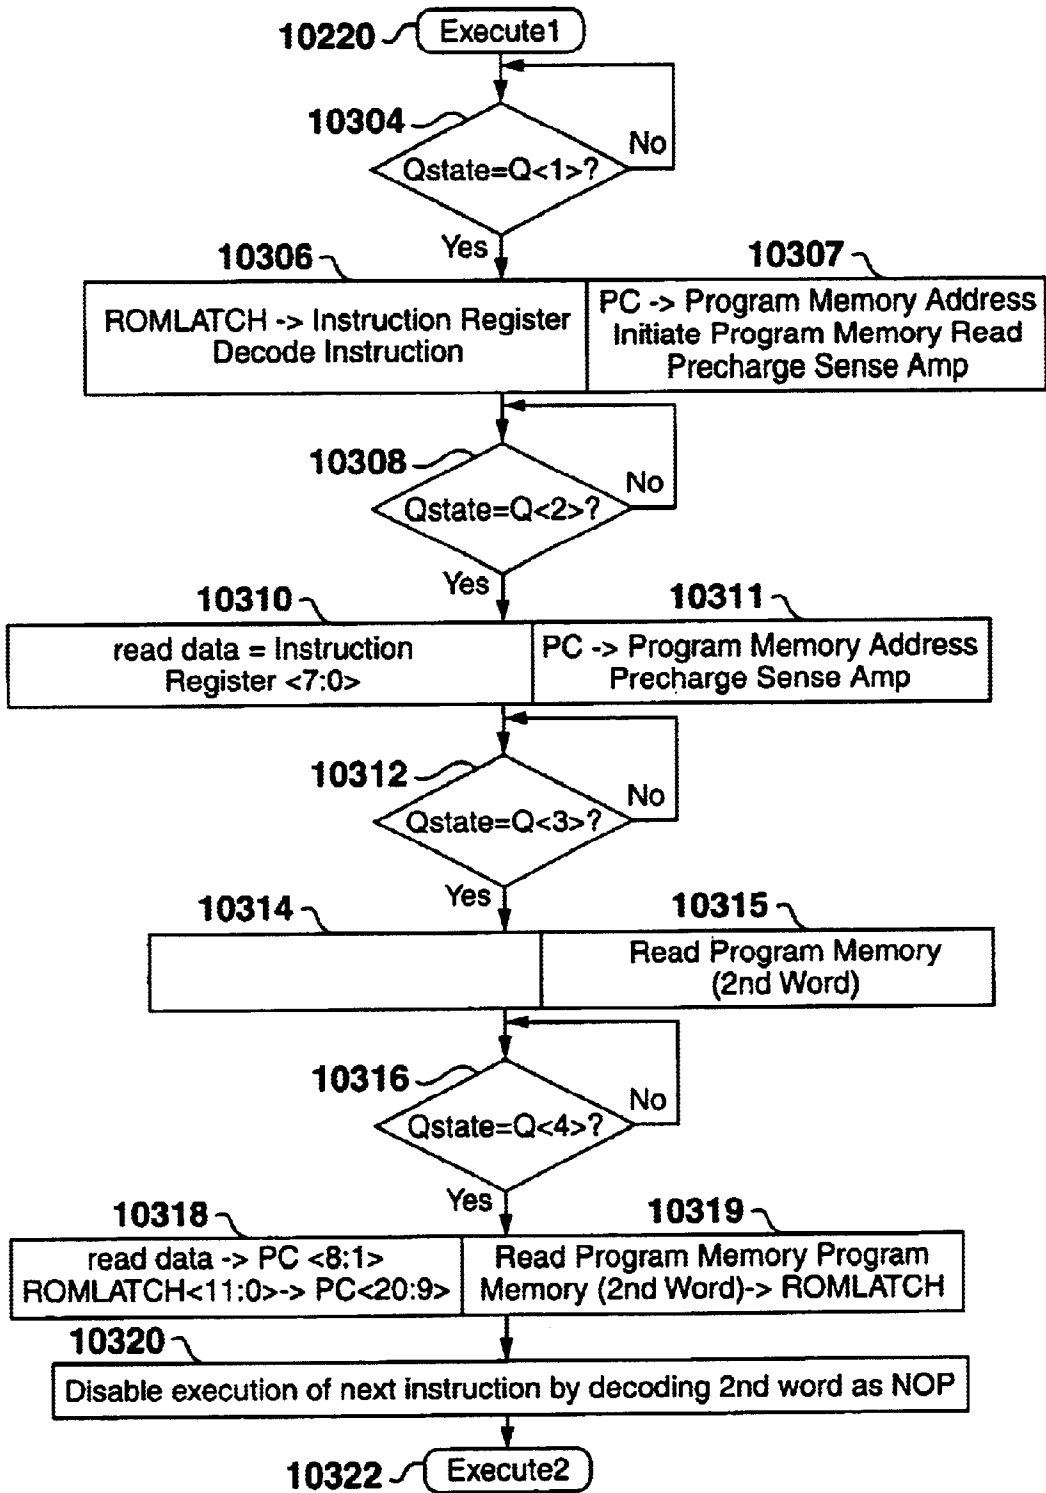 10220
Execute1
10304
Qstate=Q<1>?
No
Yes
10306
10307
ROMLATCH -> Instruction Register
Decode Instruction
PC -> Program Memory Address
Initiate Program Memory Read
Precharge Sense Amp
10308
Qstate=Q<2>?
No
Yes
10310
10311
read data = Instruction
Register <7:0>
PC -> Program Memory Address
Precharge Sense Amp
10312
Qstate=Q<3>?
No
Yes
10314
10315
Read Program Memory
(2nd Word)
10316
Qstate=Q<4>?
No
Yes
10318
10319
read data -> PC <8:1>
ROMLATCH<11:0>-> PC<20:9>
Read Program Memory Program
Memory (2nd Word)-> ROMLATCH
10320
Disable execution of next instruction by decoding 2nd word as NOP
10322
Execute2